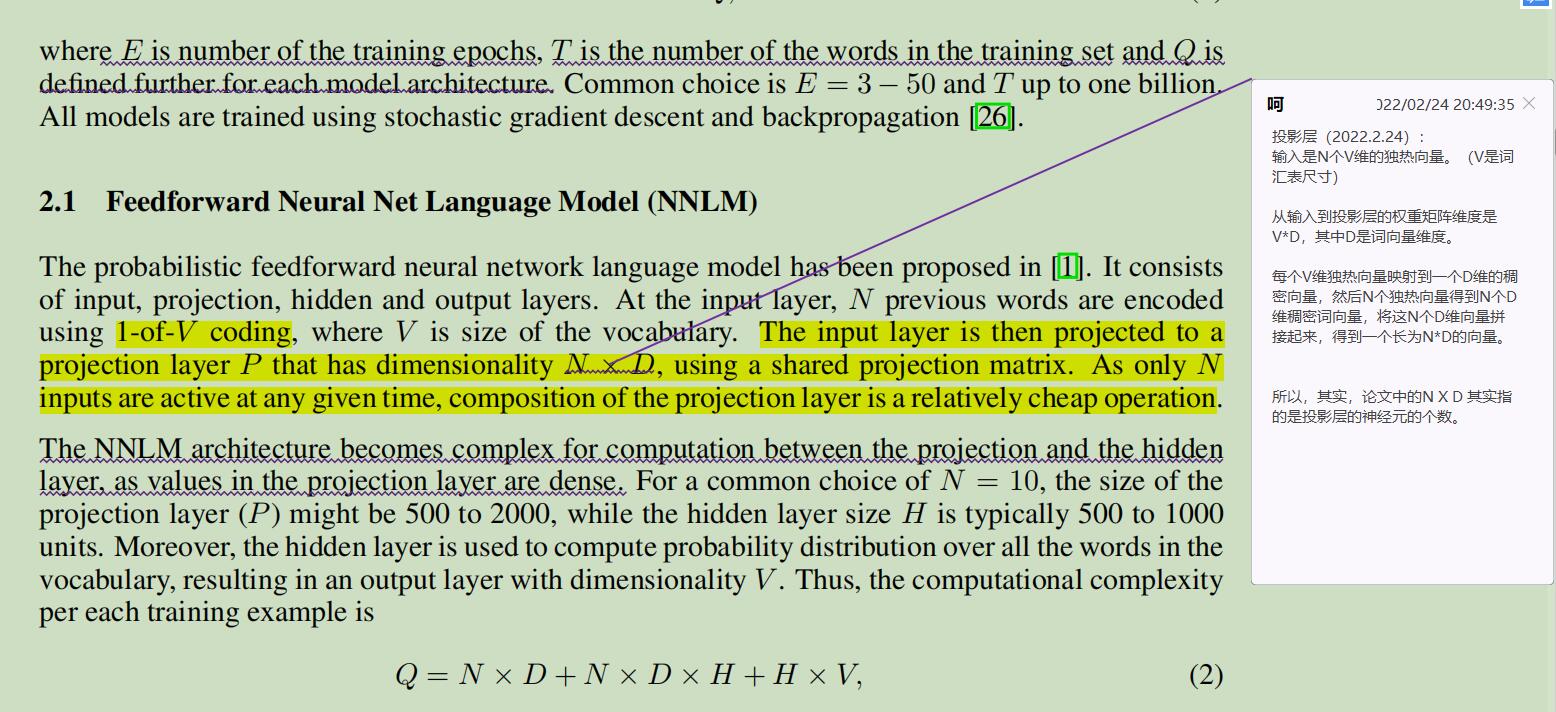 where E is number of the training epochs, T is the number of the words in the training set and Q is
defined further for each model architecture. Common choice is E = 3 − 50 and T up to one billion.
All models are trained using stochastic gradient descent and backpropagation [26].
2.1 Feedforward Neural Net Language Model (NNLM)
The probabilistic feedforward neural network language model has been proposed in [1]. It consists
of input, projection, hidden and output layers. At the input layer, N previous words are encoded
using 1-of-V coding, where V is size of the vocabulary. The input layer is then projected to a
projection layer P that has dimensionality N × D, using a shared projection matrix. As only N
inputs are active at any given time, composition of the projection layer is a relatively cheap operation.
The NNLM architecture becomes complex for computation between the projection and the hidden
layer, as values in the projection layer are dense. For a common choice of N = 10, the size of the
projection layer (P) might be 500 to 2000, while the hidden layer size H is typically 500 to 1000
units. Moreover, the hidden layer is used to compute probability distribution over all the words in the
vocabulary, resulting in an output layer with dimensionality V. Thus, the computational complexity
per each training example is
Q = N × D + N × D × H + H × V, (2)
呵 022/02/24 20:49:35
投影层（2022.2.24）:
输入是N个V维的独热向量。（V是词
汇表尺寸）
从输入到投影层的权重矩阵维度是
V*D，其中D是词向量维度。
每个V维独热向量映射到一个D维的稠
密向量，然后N个独热向量得到N个D
维稠密词向量，将这N个D维向量拼
接起来，得到一个长为N*D的向量。
所以，其实，论文中的N X D 其实指
的是投影层的神经元的个数。